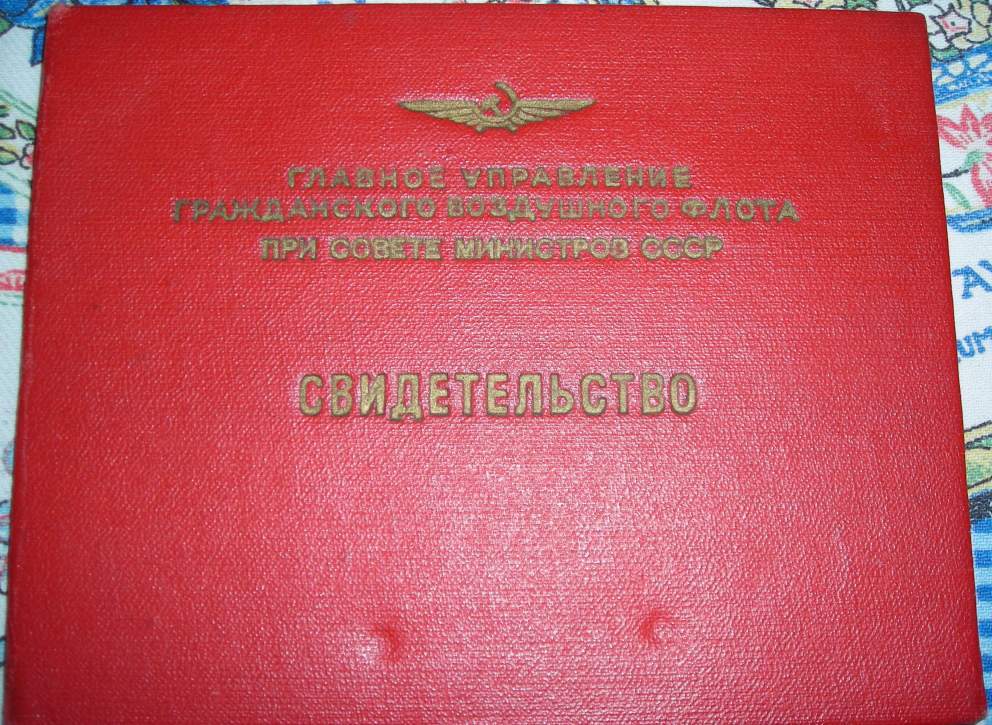 ГЛАВНОЕ УПРАВЛЕНИЕ
ГРАЖДАНСКОГО ВОЗДУШНОГО ФЛОТА
ПРИ СОВЕТЕ МИНИСТРОВ СССР
СВИДЕТЕЛЬСТВО